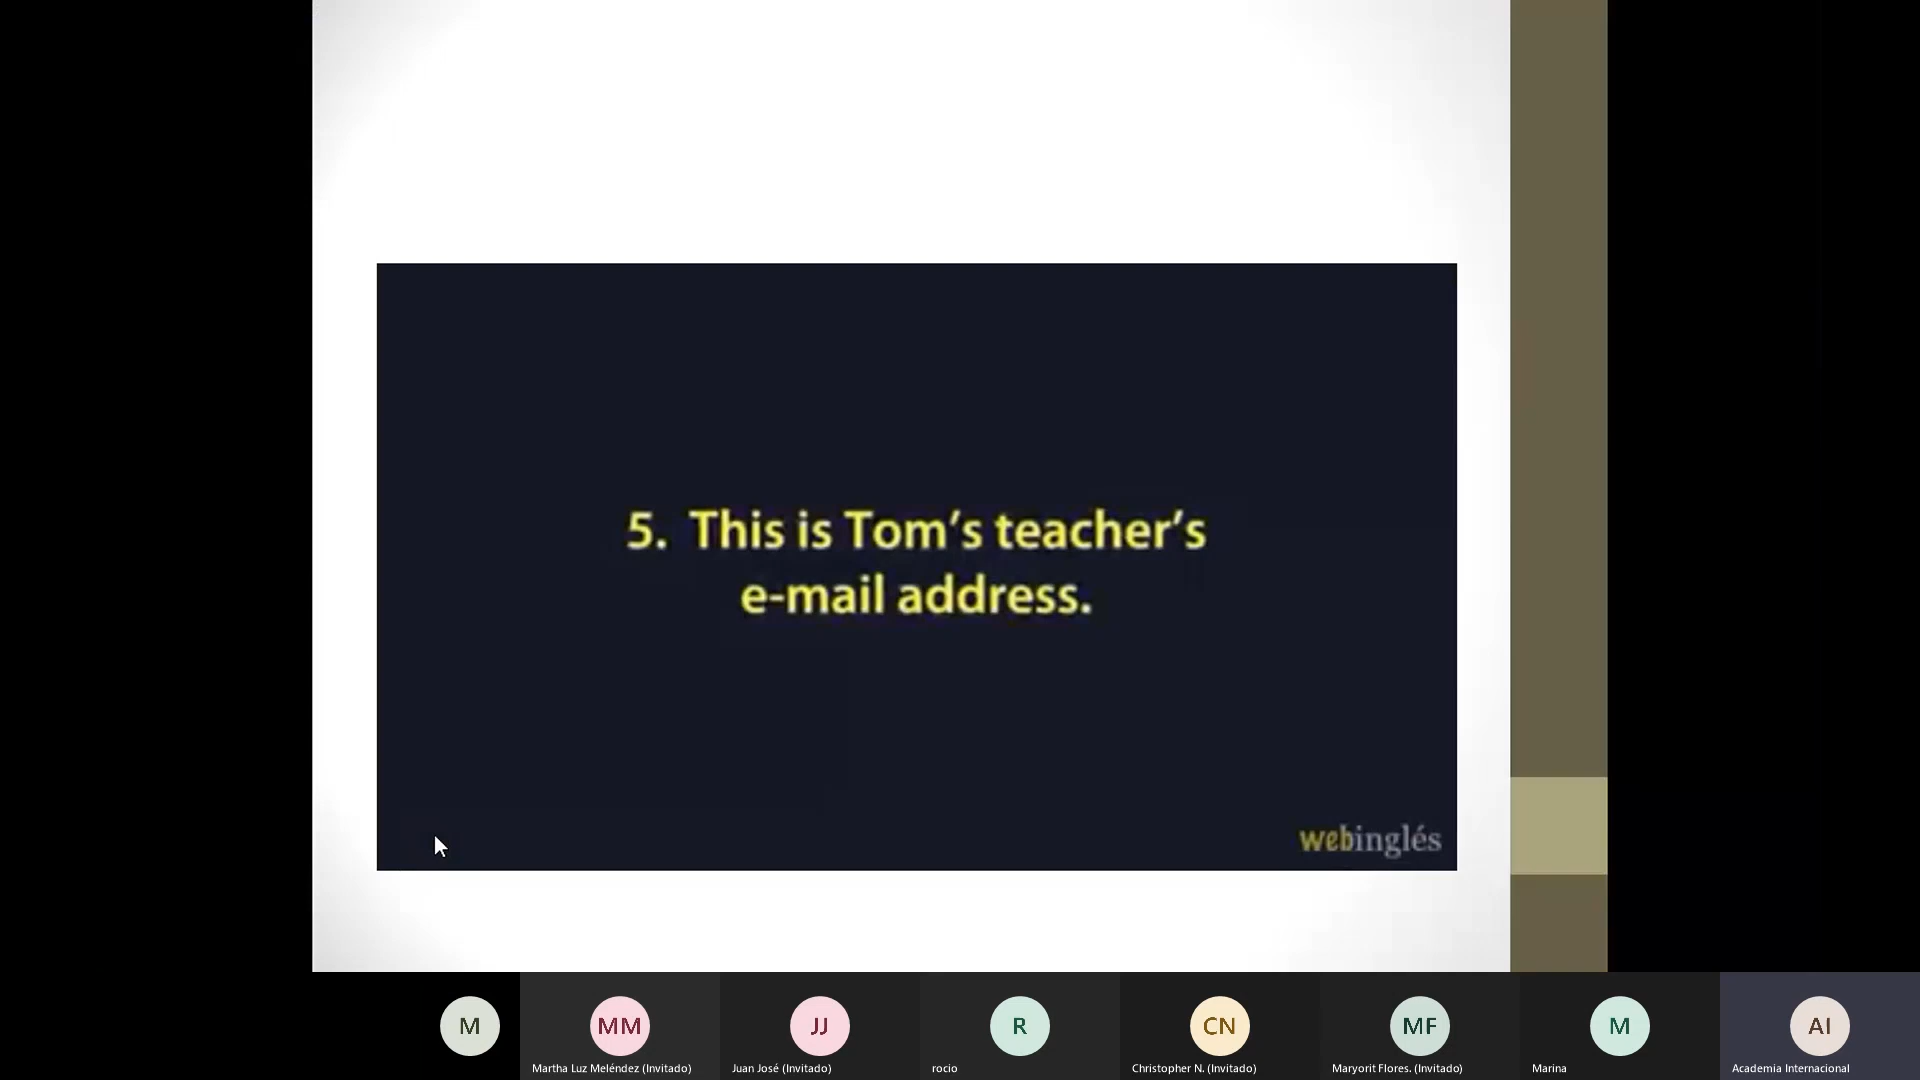 5. This is Tom's teacher's
e-mail address.
webinglés
M
MM
JJ
R
CN
MF
M
AI
Martha Luz Meléndez (Invitado)
Juan José (Invitado)
rocio
Christopher N. (Invitado)
Maryorit Flores. (Invitado)
Marina
Academia Internacional